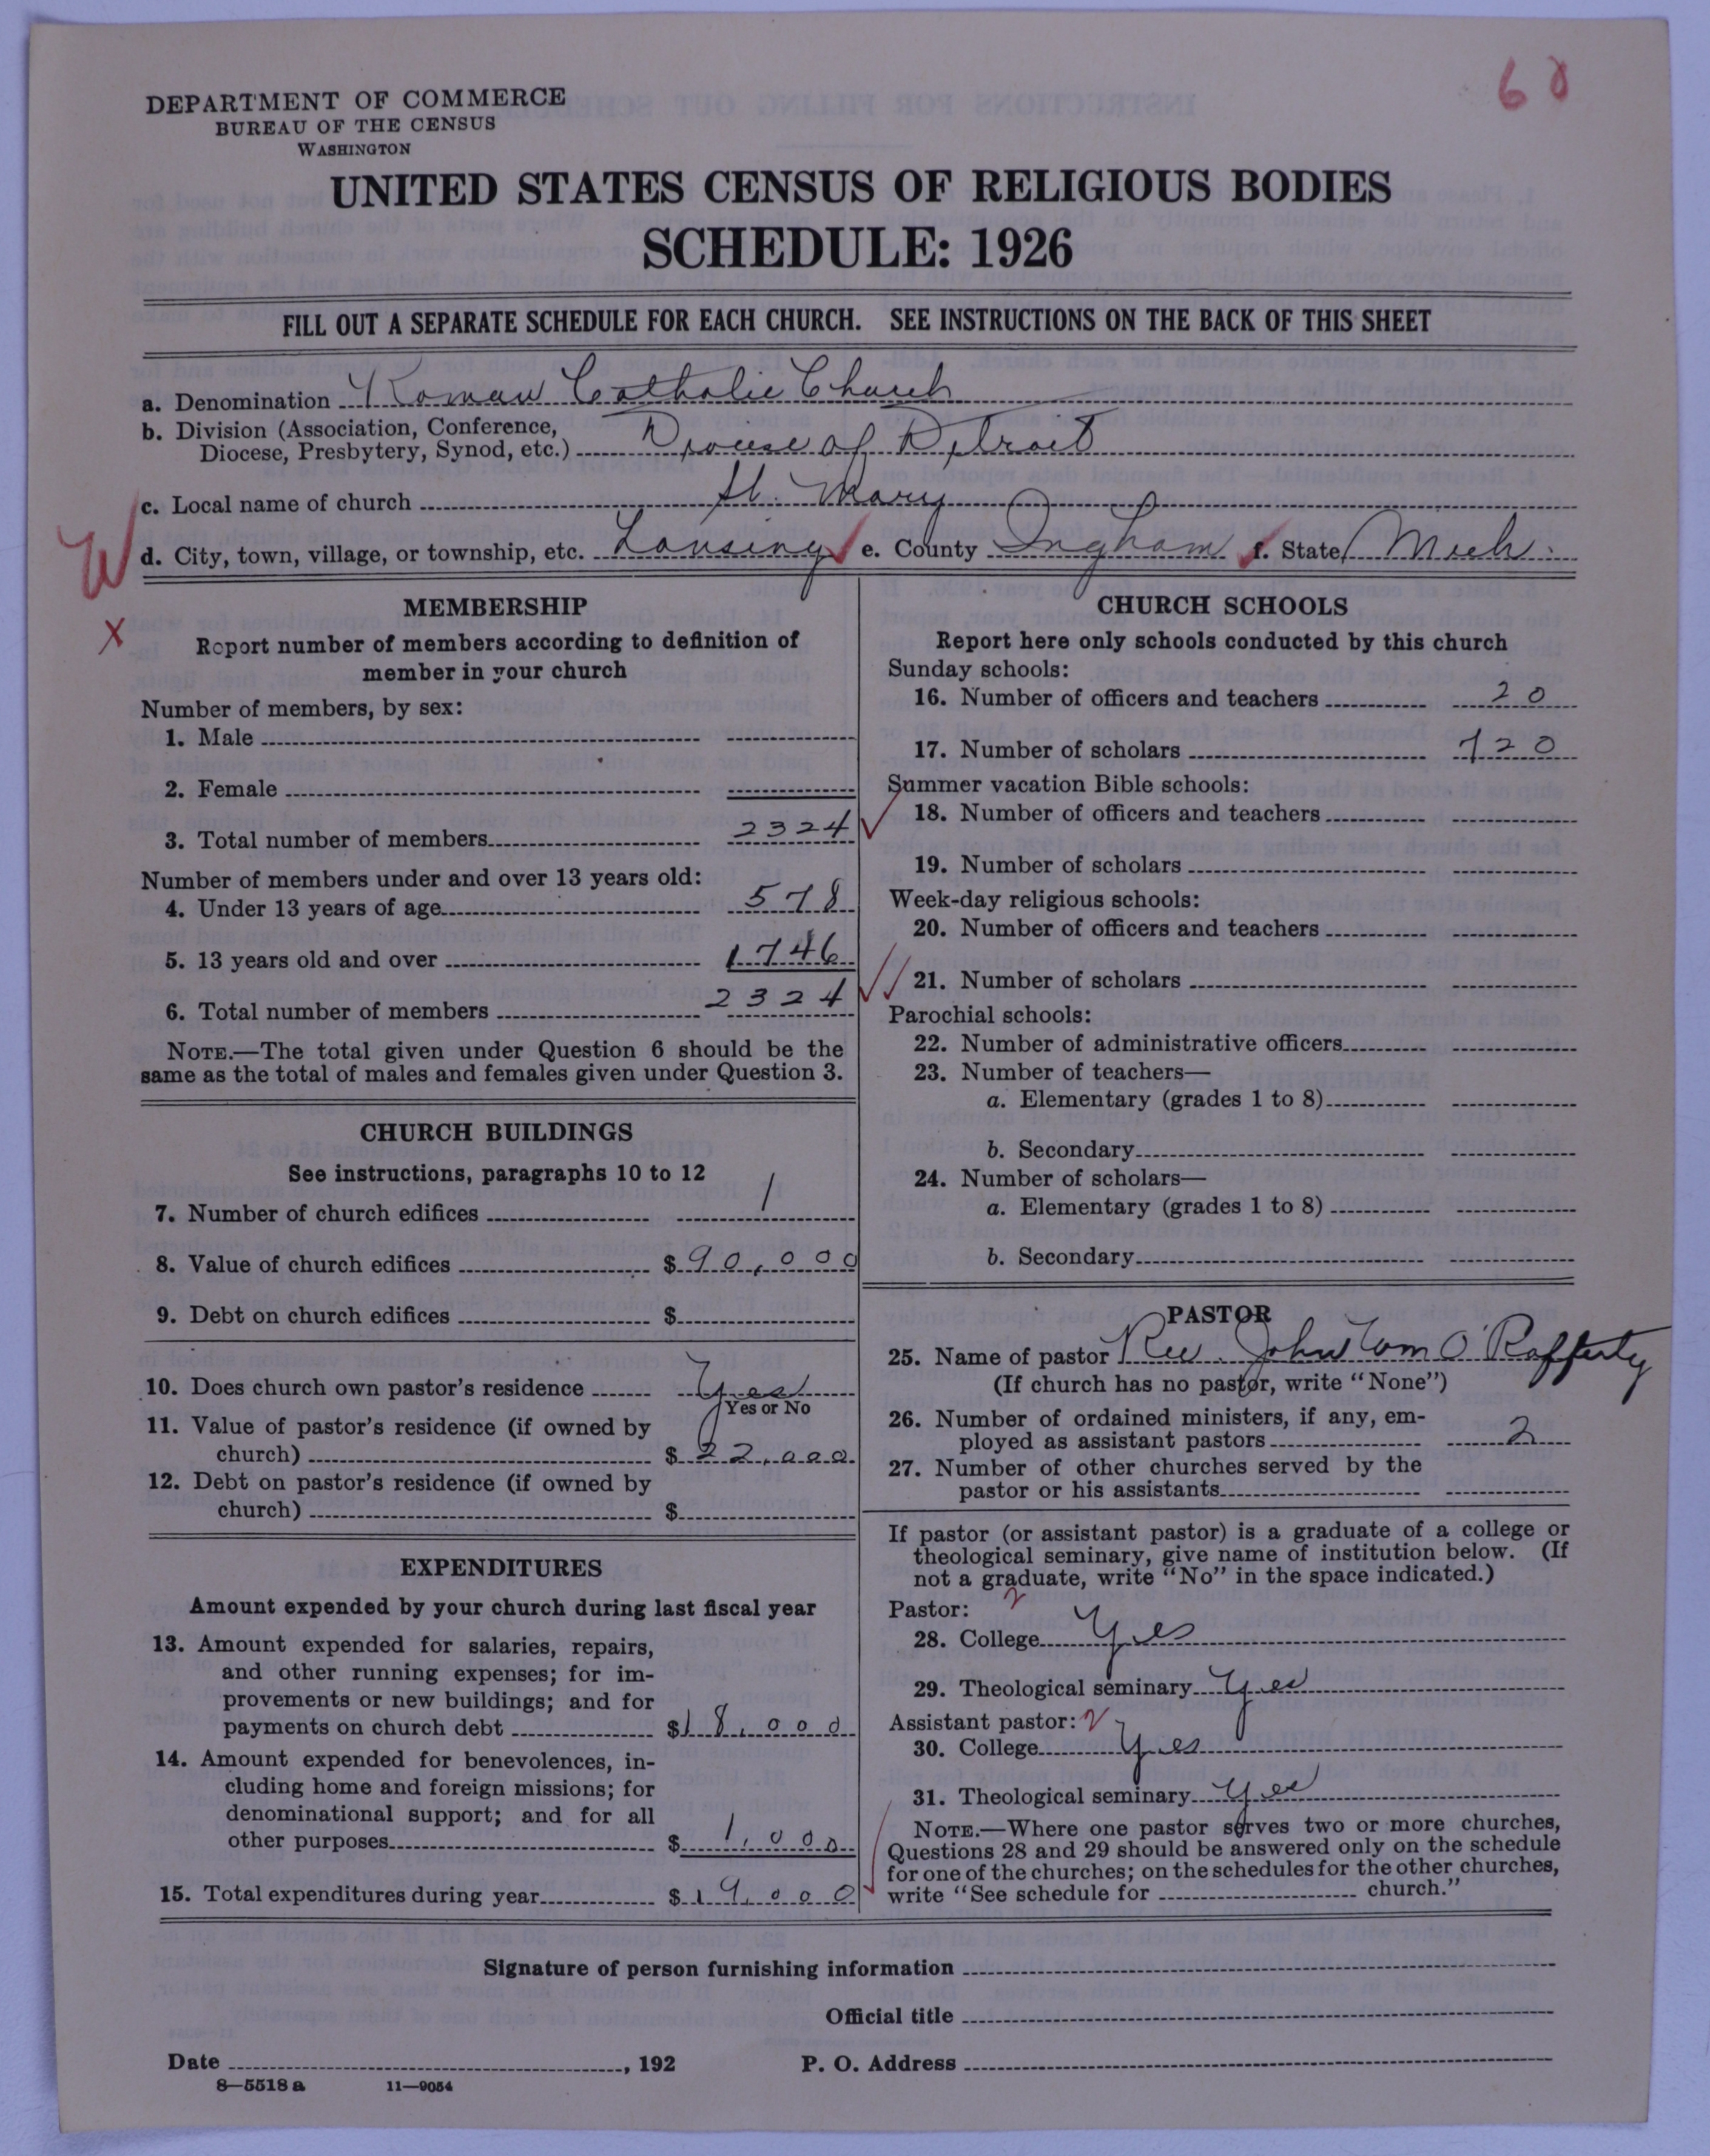 60
DEPARTMENT OF COMMERCE
BUREAU OF THE CENSUS
WASHINGTON
UNITED STATES CENSUS OF RELIGIOUS BODIES
SCHEDULE: 1926
FILL OUT A SEPARATE SCHEDULE FOR EACH CHURCH. SEE INSTRUCTIONS ON THE BACK OF THIS SHEET
a. Denomination Roman Catholic Church
b. Division (Association, Conference,
Diocese, Presbytery, Synod, etc.) Diocese of Detroit
c. Local name of church St. Mary
W
d. City, town, village, or township, etc. Lansing e. County Ingham f. State Mich.
X
MEMBERSHIP
Report number of members according to definition of
member in your church
Number of members, by sex:
1. Male
2. Female
3. Total number of members 2324
Number of members under and over 13 years old:
4. Under 13 years of age 578
5. 13 years old and over 1746
6. Total number of members 2324
NOTE.—The total given under Question 6 should be the
same as the total of males and females given under Question 3.
CHURCH BUILDINGS
See instructions, paragraphs 10 to 12
7. Number of church edifices 1
8. Value of church edifices $ 90,000
9. Debt on church edifices $
10. Does church own pastor's residence Yes
Yes or No
11. Value of pastor's residence (if owned by
church) $ 22,000
12. Debt on pastor's residence (if owned by
church) $
EXPENDITURES
Amount expended by your church during last fiscal year
13. Amount expended for salaries, repairs,
and other running expenses; for im-
provements or new buildings; and for
payments on church debt $ 18,000
14. Amount expended for benevolences, in-
cluding home and foreign missions; for
denominational support; and for all
other purposes $ 1,000
15. Total expenditures during year $ 19,000
CHURCH SCHOOLS
Report here only schools conducted by this church
Sunday schools:
16. Number of officers and teachers 20
17. Number of scholars 720
Summer vacation Bible schools:
18. Number of officers and teachers
19. Number of scholars
Week-day religious schools:
20. Number of officers and teachers
21. Number of scholars
Parochial schools:
22. Number of administrative officers
23. Number of teachers—
a. Elementary (grades 1 to 8)
b. Secondary
24. Number of scholars—
a. Elementary (grades 1 to 8)
b. Secondary
PASTOR
25. Name of pastor Rev. John Wm O'Rafferty
(If church has no pastor, write "None")
26. Number of ordained ministers, if any, em-
ployed as assistant pastors 2
27. Number of other churches served by the
pastor or his assistants
If pastor (or assistant pastor) is a graduate of a college or
theological seminary, give name of institution below. (If
not a graduate, write "No" in the space indicated.)
Pastor: 2
28. College Yes
29. Theological seminary Yes
Assistant pastor: 2
30. College Yes
31. Theological seminary Yes
NOTE.—Where one pastor serves two or more churches,
Questions 28 and 29 should be answered only on the schedule
for one of the churches; on the schedules for the other churches,
write "See schedule for church."
Signature of person furnishing information
Official title
Date , 192 P. O. Address
8—5518 a 11—9054